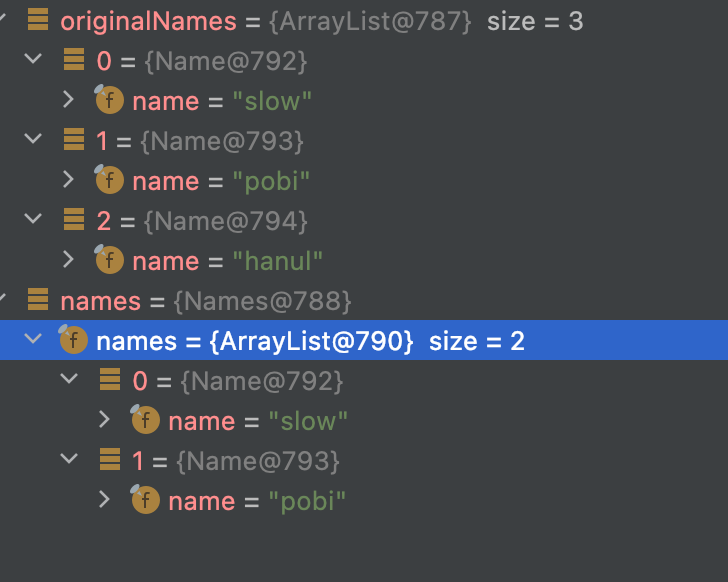 originalNames = {ArrayList@787} size = 3
0 = {Name@792}
f name = "slow"
1 = {Name@793}
f name = "pobi"
2 = {Name@794}
f name = "hanul"
names = {Names@788}
f names = {ArrayList@790} size = 2
0 = {Name@792}
f name = "slow"
1 = {Name@793}
f name = "pobi"